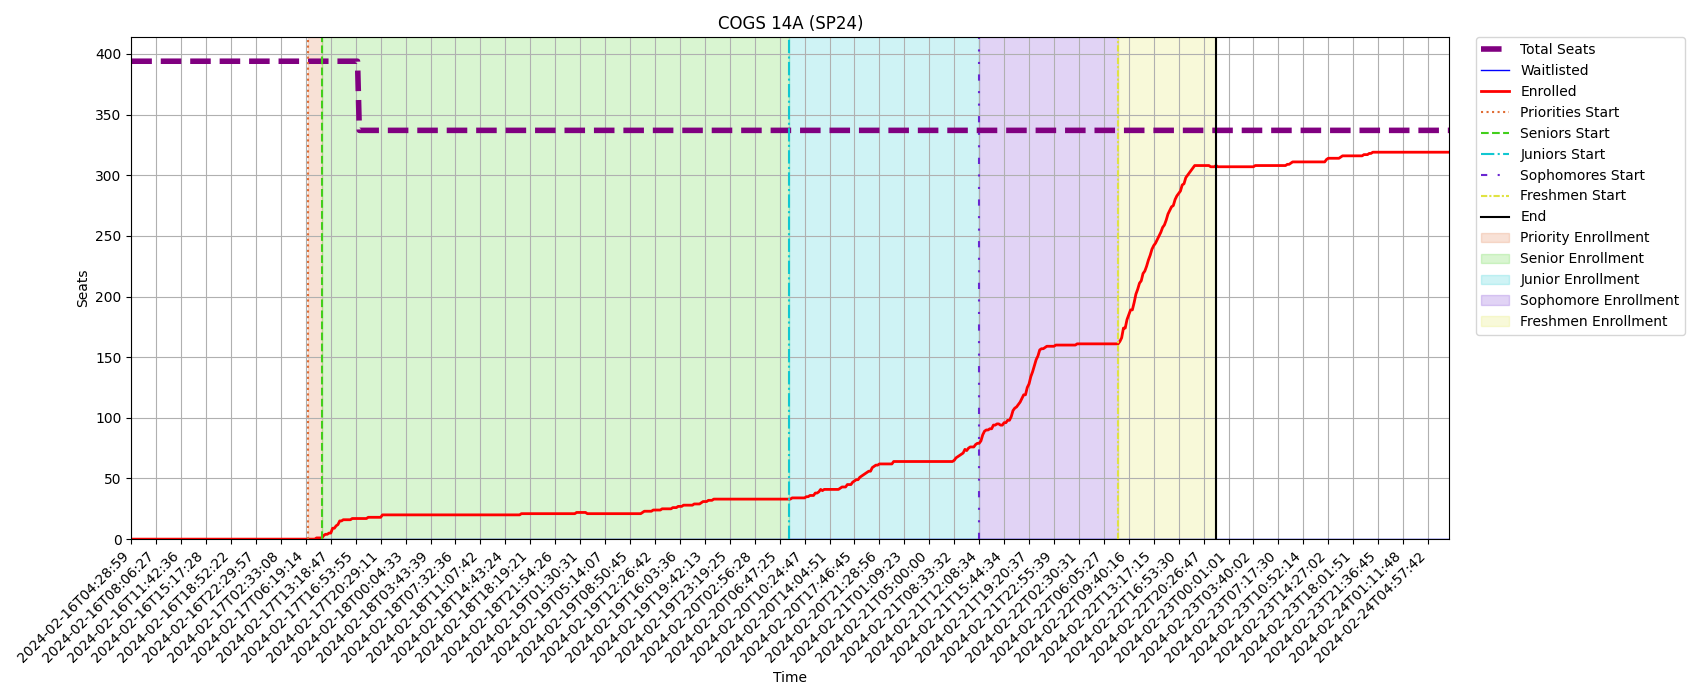 COGS 14A (SP24)
Seats
400
350
300
250
200
150
100
50
0
2024-02-16T04:28:59
2024-02-16T08:06:27
2024-02-16T11:42:36
2024-02-16T15:17:28
2024-02-16T18:52:22
2024-02-16T22:29:57
2024-02-17T02:33:08
2024-02-17T06:19:14
2024-02-17T13:18:47
2024-02-17T16:53:55
2024-02-17T20:29:11
2024-02-18T00:04:33
2024-02-18T03:43:39
2024-02-18T07:32:36
2024-02-18T11:07:42
2024-02-18T14:43:24
2024-02-18T18:19:21
2024-02-18T21:54:26
2024-02-19T01:30:31
2024-02-19T05:14:07
2024-02-19T08:50:45
2024-02-19T12:26:42
2024-02-19T16:03:36
2024-02-19T19:42:13
2024-02-19T23:19:25
2024-02-20T02:56:28
2024-02-20T06:47:25
2024-02-20T10:24:47
2024-02-20T14:04:51
2024-02-20T17:46:45
2024-02-20T21:28:56
2024-02-21T01:09:23
2024-02-21T05:00:00
2024-02-21T08:33:32
2024-02-21T12:08:34
2024-02-21T15:44:34
2024-02-21T19:20:37
2024-02-21T22:55:39
2024-02-22T02:30:31
2024-02-22T06:05:27
2024-02-22T09:40:16
2024-02-22T13:17:15
2024-02-22T16:53:30
2024-02-22T20:26:47
2024-02-23T00:01:01
2024-02-23T03:40:02
2024-02-23T07:17:30
2024-02-23T10:52:14
2024-02-23T14:27:02
2024-02-23T18:01:51
2024-02-23T21:36:45
2024-02-24T01:11:48
2024-02-24T04:57:42
Time
Total Seats
Waitlisted
Enrolled
Priorities Start
Seniors Start
Juniors Start
Sophomores Start
Freshmen Start
End
Priority Enrollment
Senior Enrollment
Junior Enrollment
Sophomore Enrollment
Freshmen Enrollment